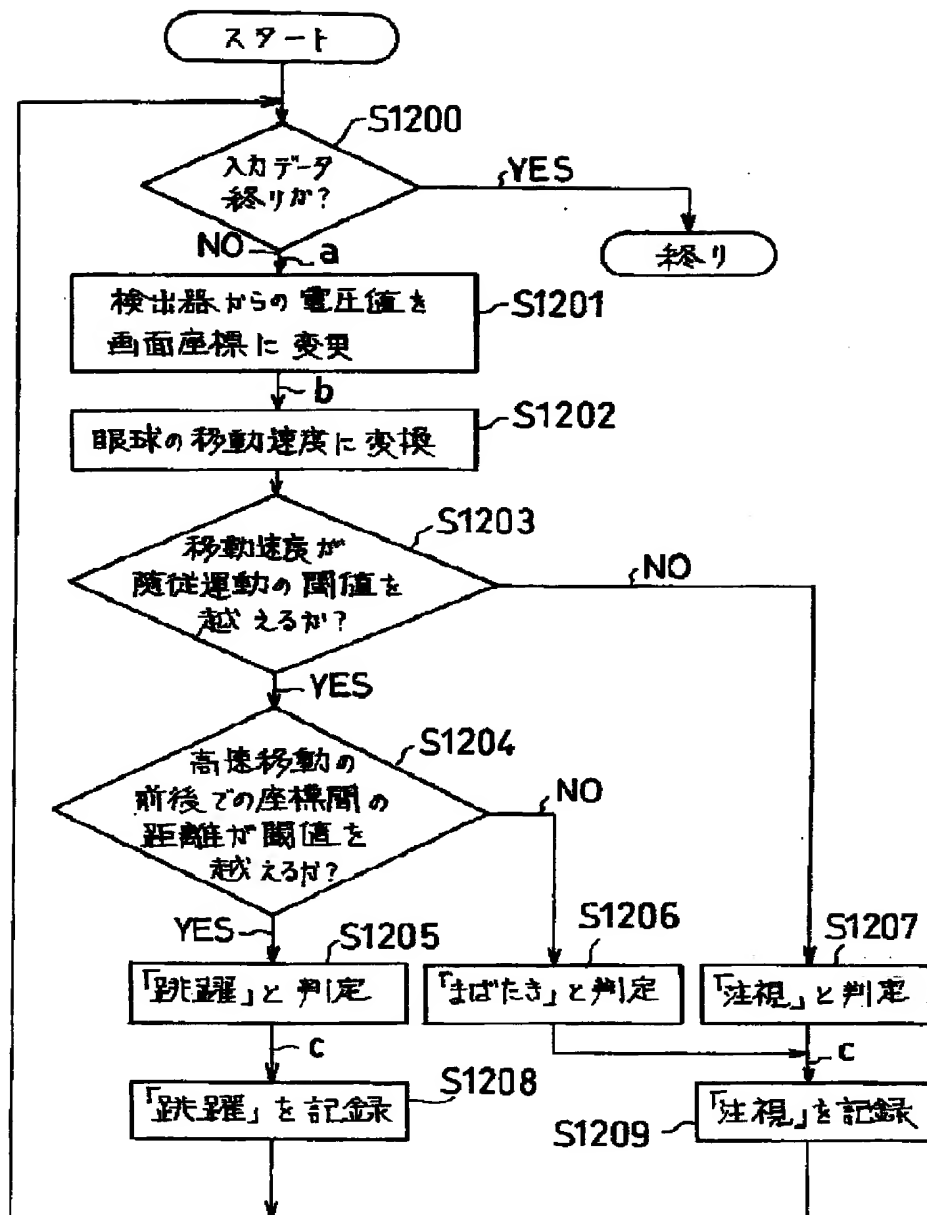 スタート
S1200
入力データ
終りか?
YES
終り
NO
a
検出器からの電圧値を
画面座標に変更
S1201
b
眼球の移動速度に変換
S1202
移動速度が
随従運動の閾値を
越えるか?
S1203
NO
YES
高速移動の
前後での座標間の
距離が閾値を
越えるか?
S1204
NO
YES
S1205
「跳躍」と判定
S1206
「まばたき」と判定
S1207
「注視」と判定
c
c
「跳躍」を記録
S1208
「注視」を記録
S1209